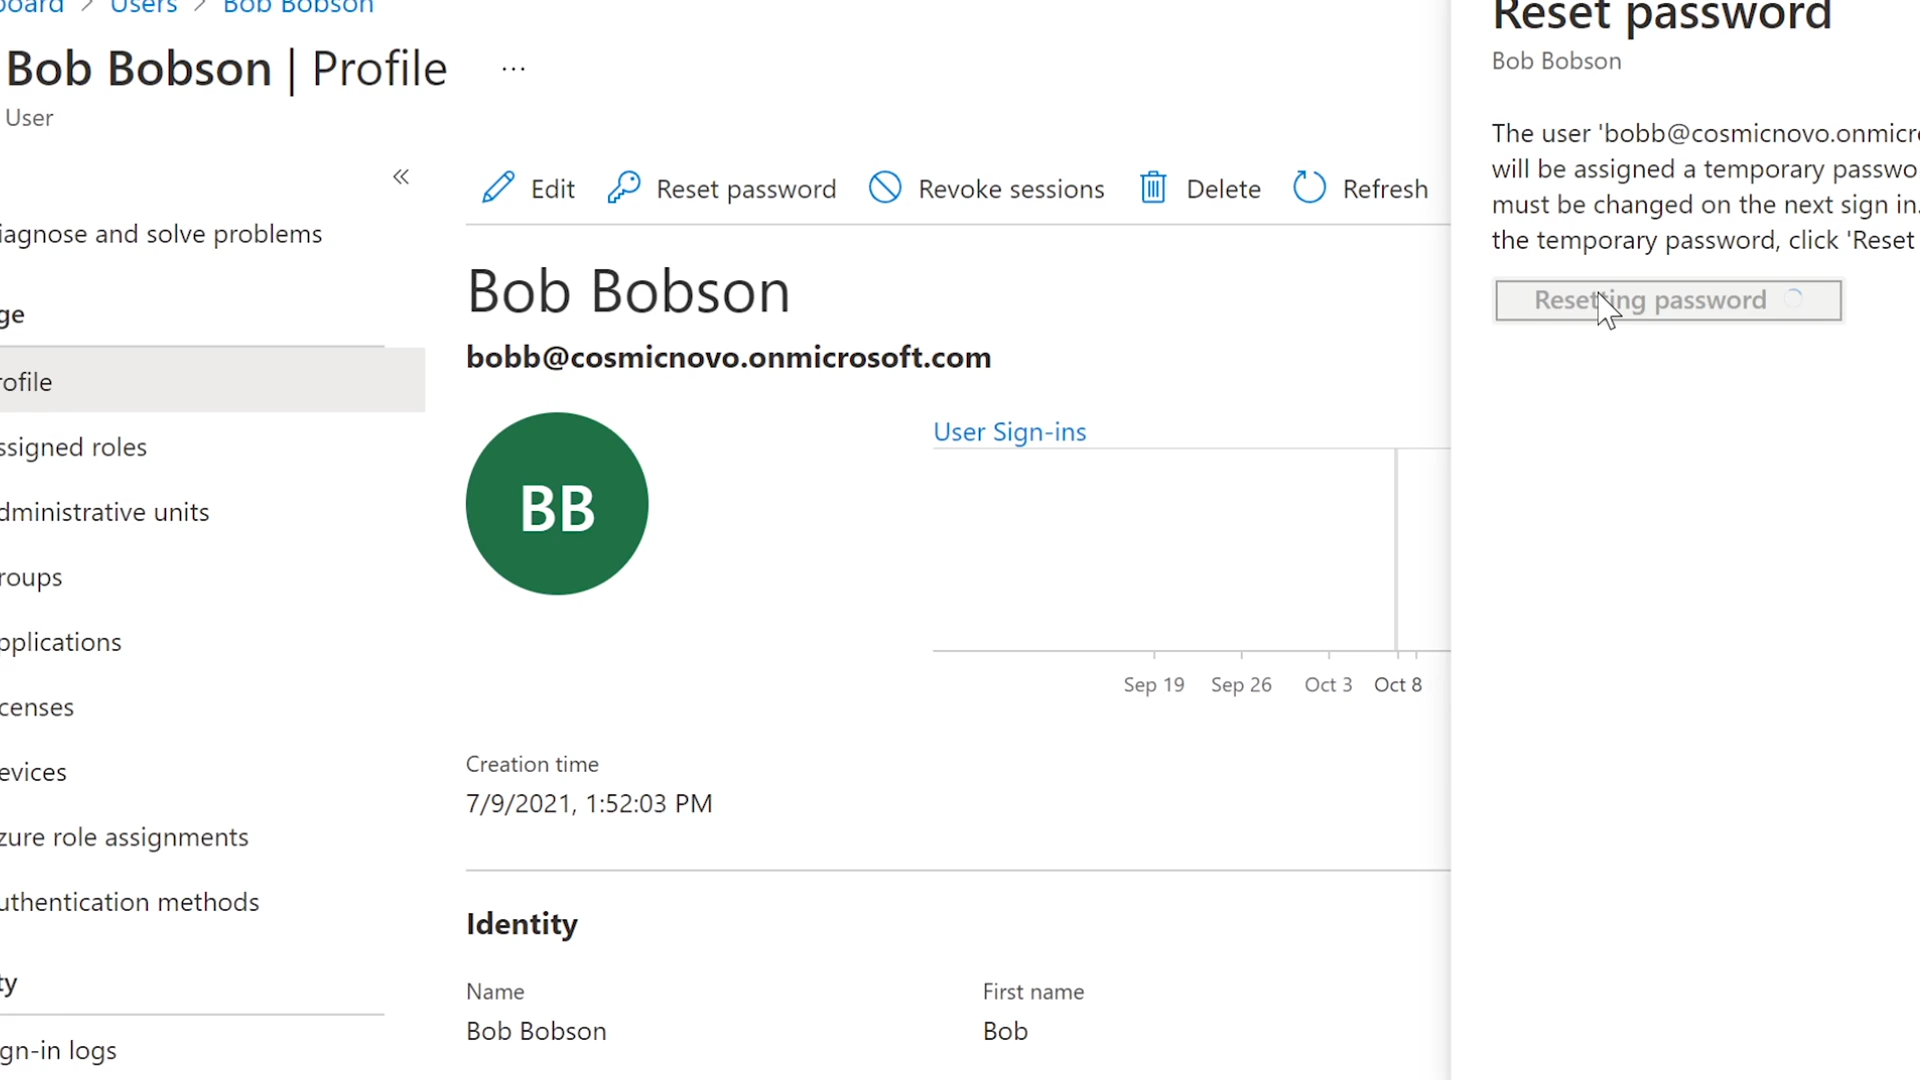 board > Users > Bob Bobson
Bob Bobson | Profile ...
User
«
iagnose and solve problems
ge
rofile
ssigned roles
dministrative units
roups
pplications
censes
evices
zure role assignments
uthentication methods
ty
gn-in logs
Edit Reset password Revoke sessions Delete Refresh
Bob Bobson
bobb@cosmicnovo.onmicrosoft.com
BB
User Sign-ins
Sep 19 Sep 26 Oct 3 Oct 8
Creation time
7/9/2021, 1:52:03 PM
Identity
Name First name
Bob Bobson Bob
Reset password
Bob Bobson
The user 'bobb@cosmicnovo.onmicr
will be assigned a temporary passwo
must be changed on the next sign in.
the temporary password, click 'Reset
Resetting password